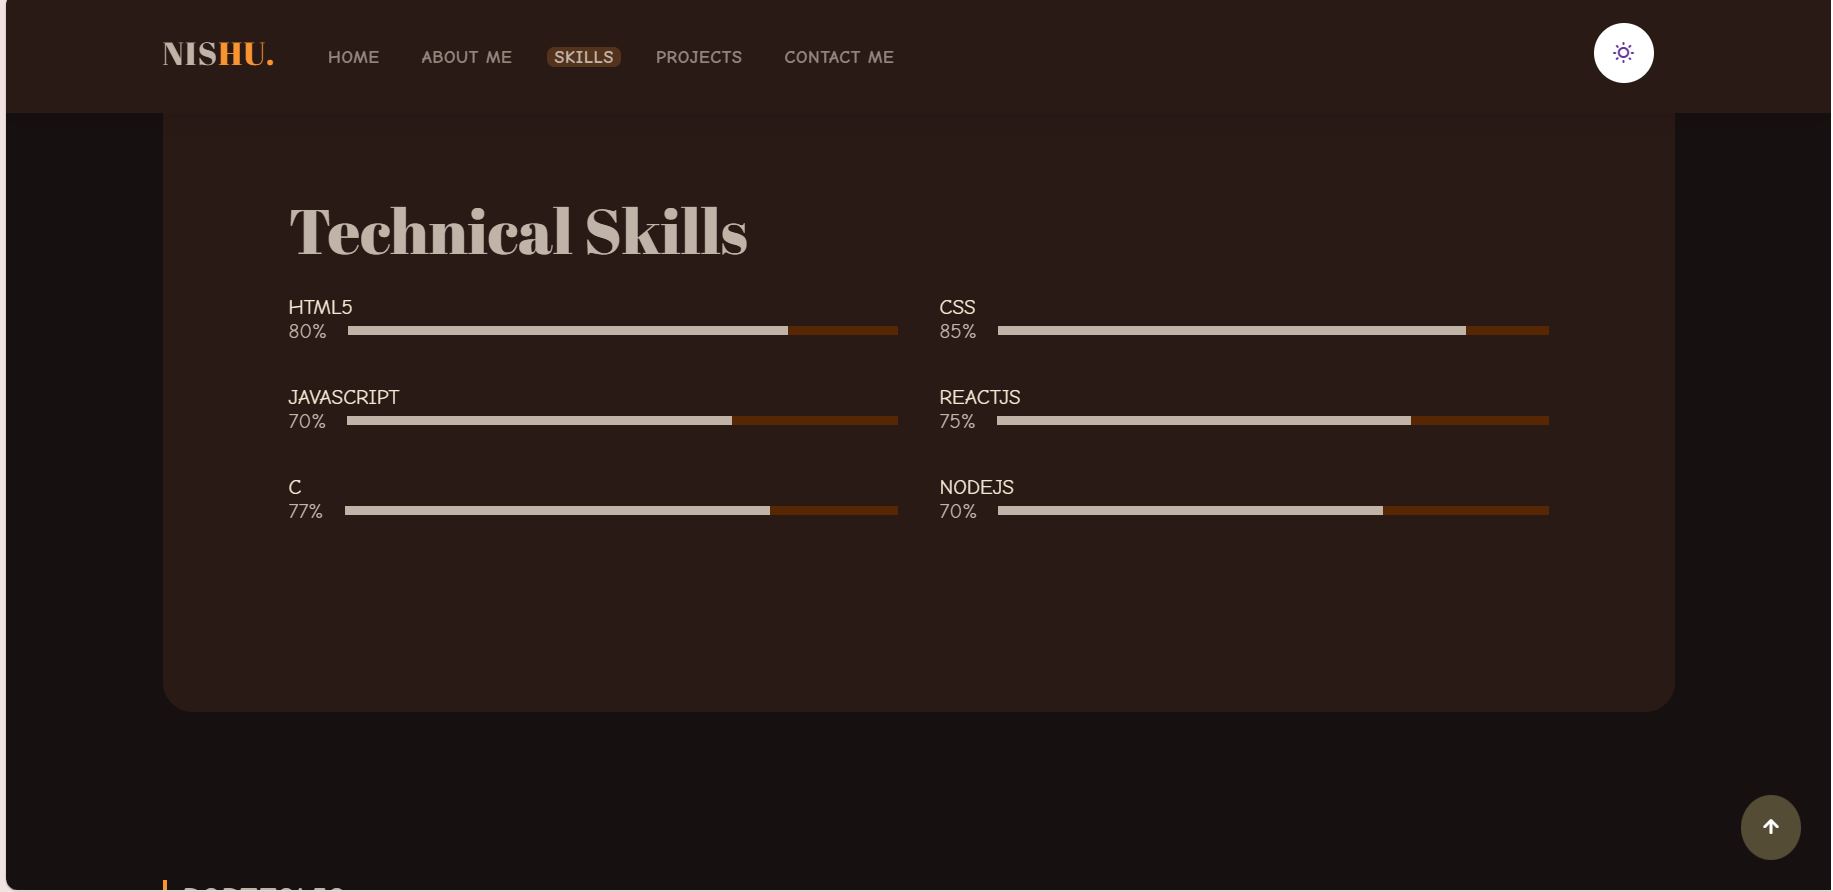 NISHU. HOME ABOUT ME SKILLS PROJECTS CONTACT ME
Technical Skills
HTML5
80%
CSS
85%
JAVASCRIPT
70%
REACTJS
75%
C
77%
NODEJS
70%